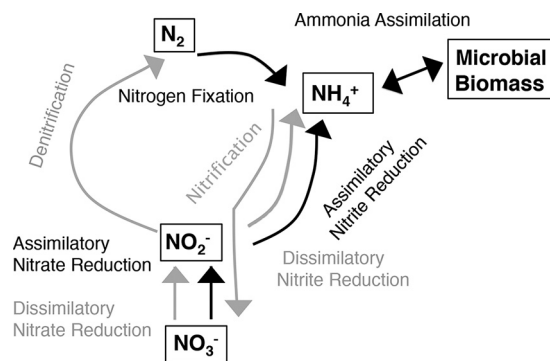 Ammonia Assimilation
N₂
Microbial
Biomass
Denitrification
Nitrogen Fixation
NH₄⁺
Nitrification
Assimilatory
Nitrite Reduction
NO₂⁻
Assimilatory
Nitrate Reduction
Dissimilatory
Nitrite Reduction
Dissimilatory
Nitrate Reduction
NO₃⁻